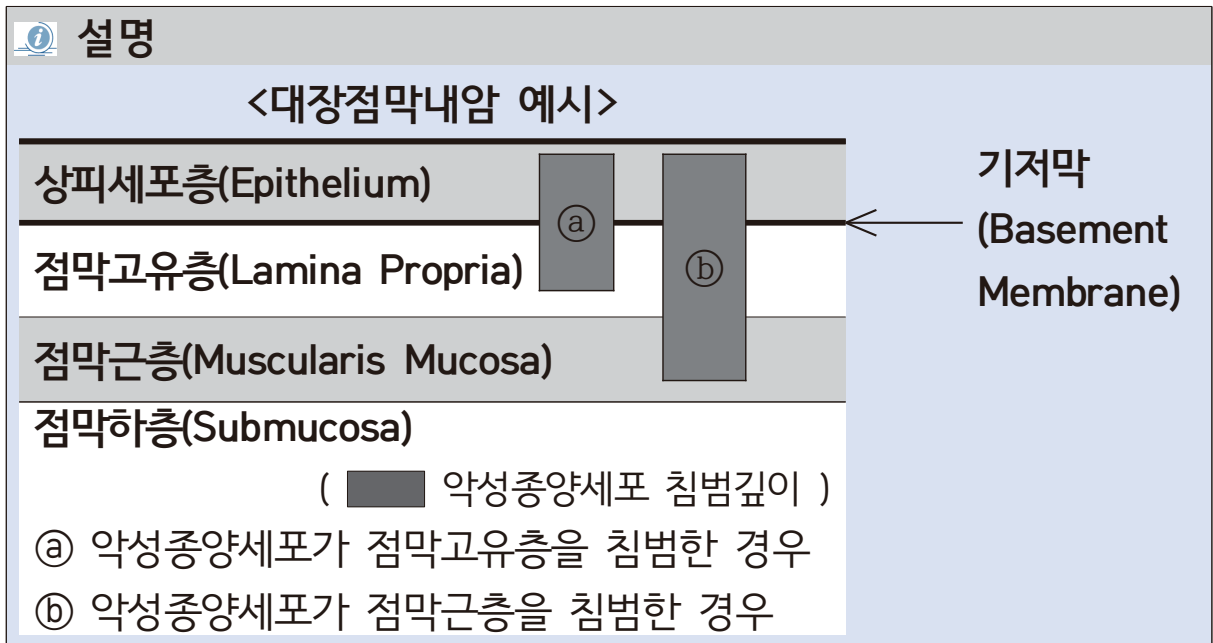 설명
<대장점막내암 예시>
상피세포층(Epithelium)
점막고유층(Lamina Propria)
점막근층(Muscularis Mucosa)
점막하층(Submucosa)
ⓐ
ⓑ
기저막
(Basement
Membrane)
( 악성종양세포 침범깊이 )
ⓐ 악성종양세포가 점막고유층을 침범한 경우
ⓑ 악성종양세포가 점막근층을 침범한 경우